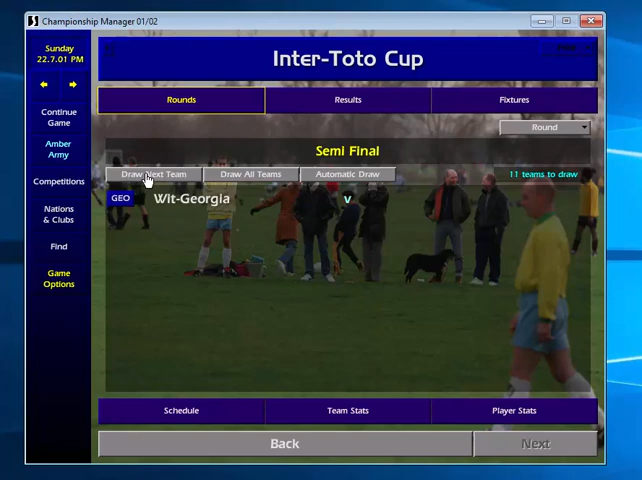 Championship Manager 01/02
Sunday
22.7.01 PM
Continue
Game
Amber
Army
Competitions
Nations
& Clubs
Find
Game
Options
Inter-Toto Cup
Rounds
Results
Fixtures
Round
Semi Final
Draw Next Team
Draw All Teams
Automatic Draw
11 teams to draw
GEO
Wit-Georgia
v
Schedule
Team Stats
Player Stats
Back
Next